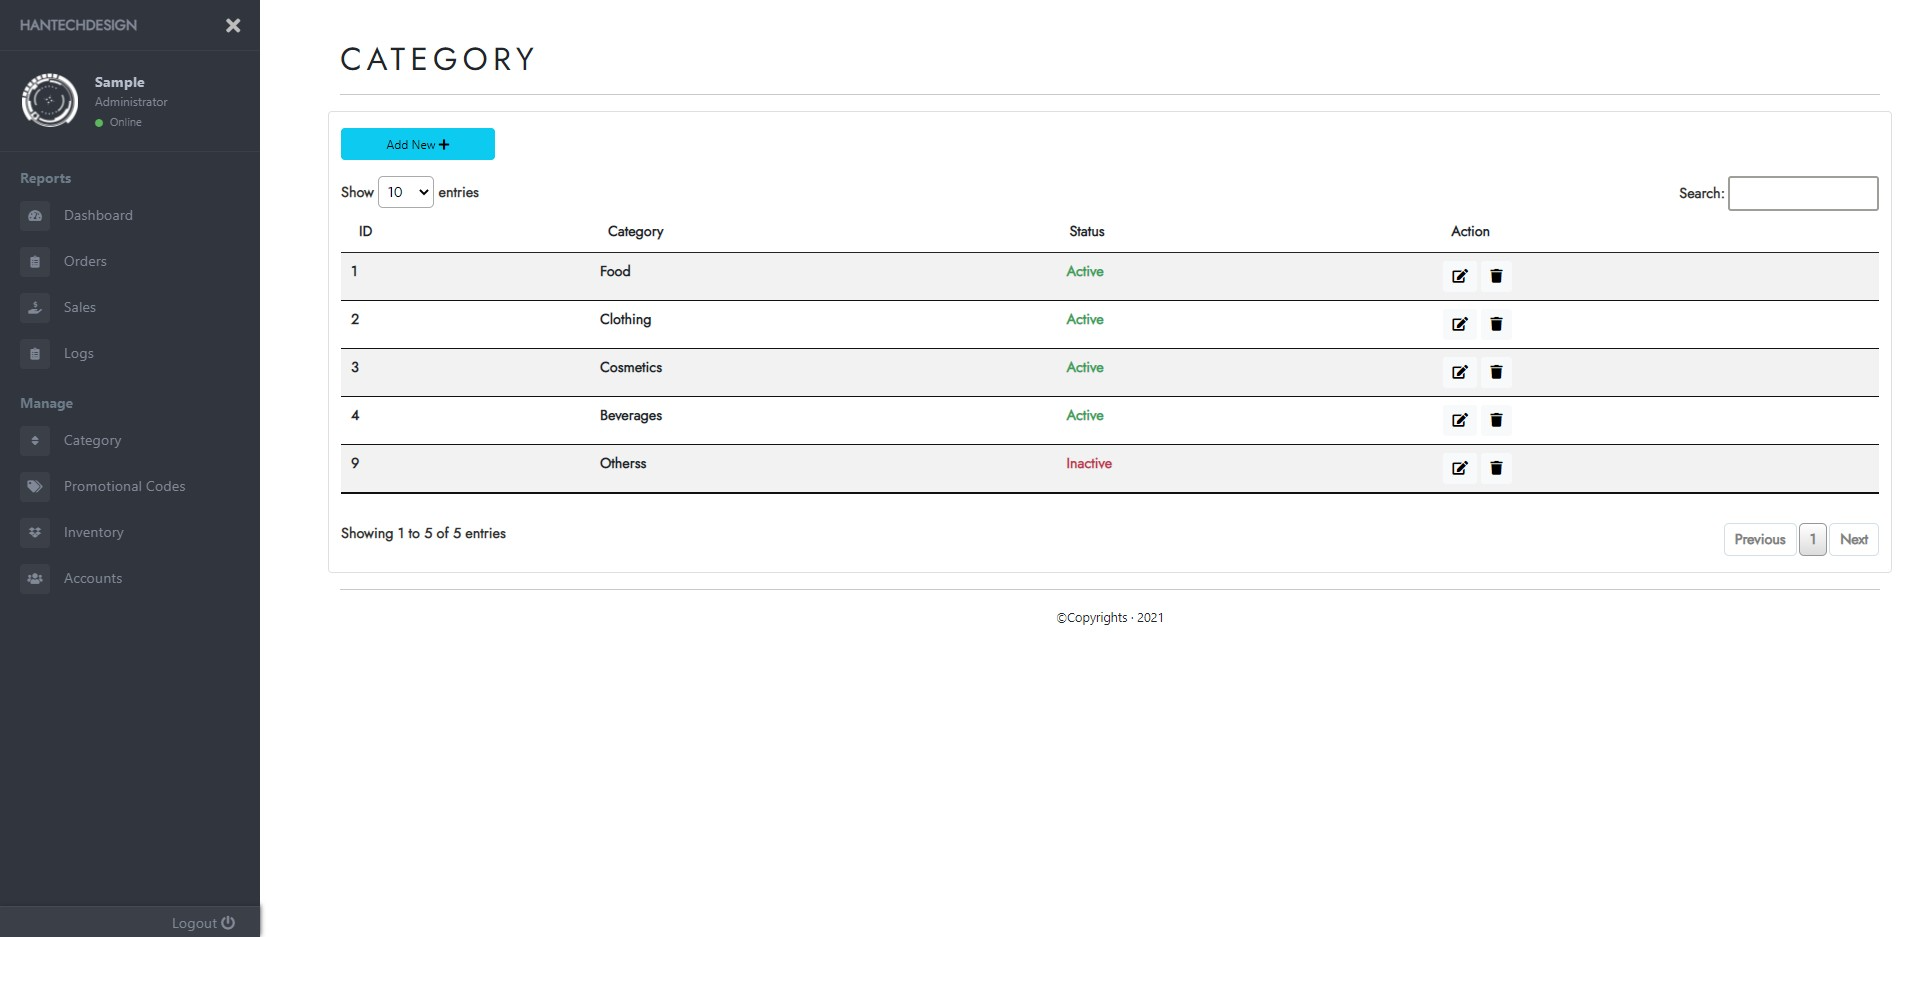 HANTECHDESIGN
Sample
Administrator
Online
Reports
Dashboard
Orders
Sales
Logs
Manage
Category
Promotional Codes
Inventory
Accounts
Logout
CATEGORY
Add New
Show 10 entries
Search:
ID Category Status Action
1 Food Active
2 Clothing Active
3 Cosmetics Active
4 Beverages Active
9 Otherss Inactive
Showing 1 to 5 of 5 entries
Previous 1 Next
©Copyrights · 2021